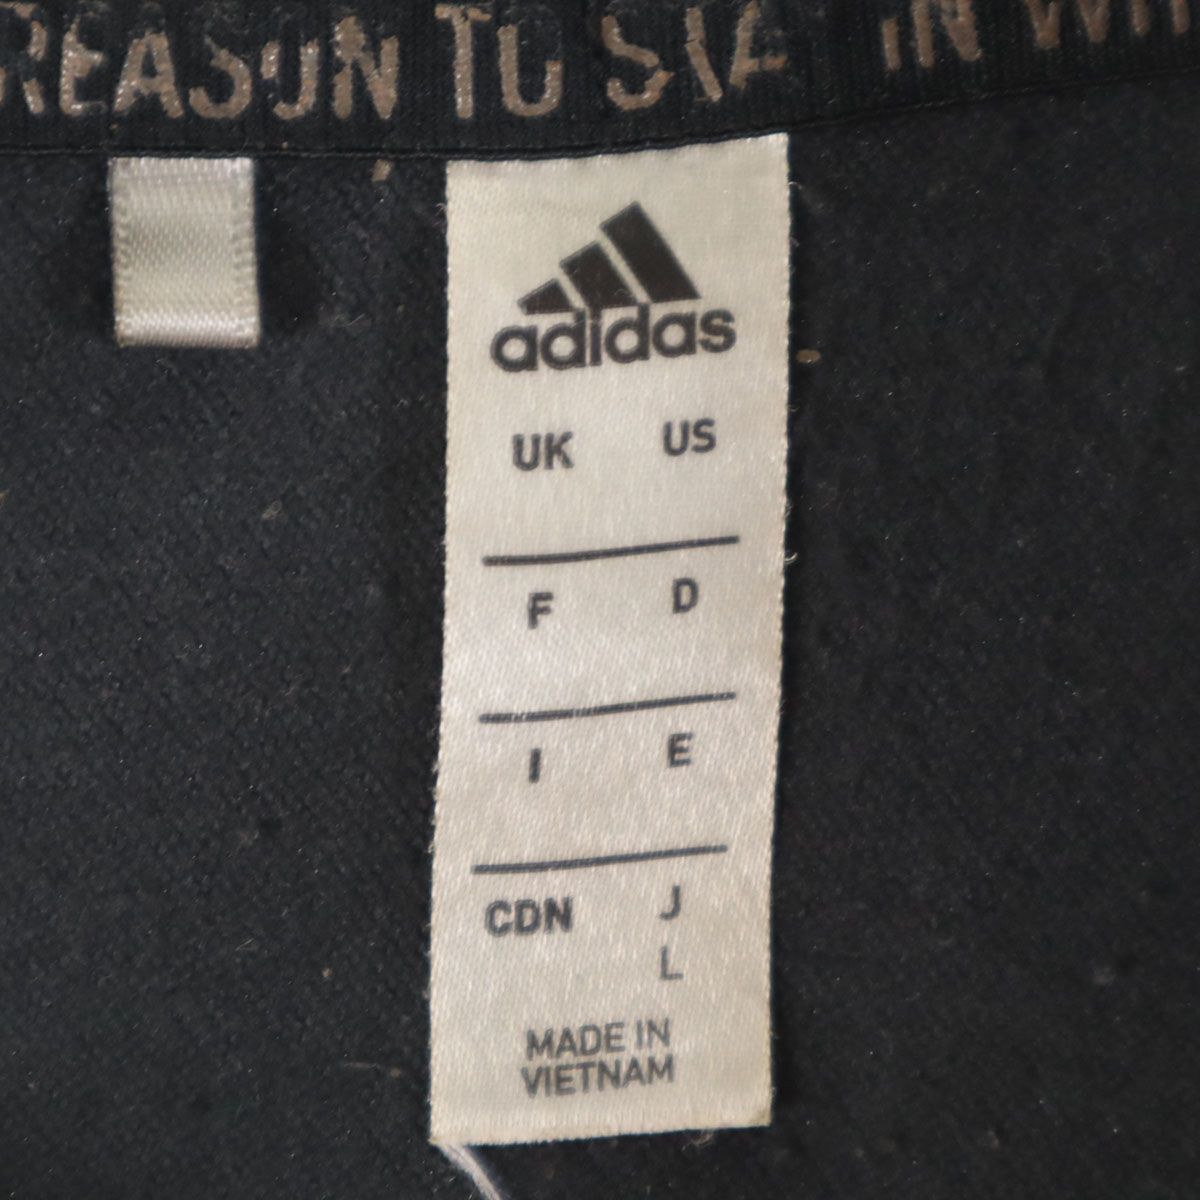 REASON TO STAY IN
adidas
UK US
F D
I E
CDN J
L
MADE IN
VIETNAM